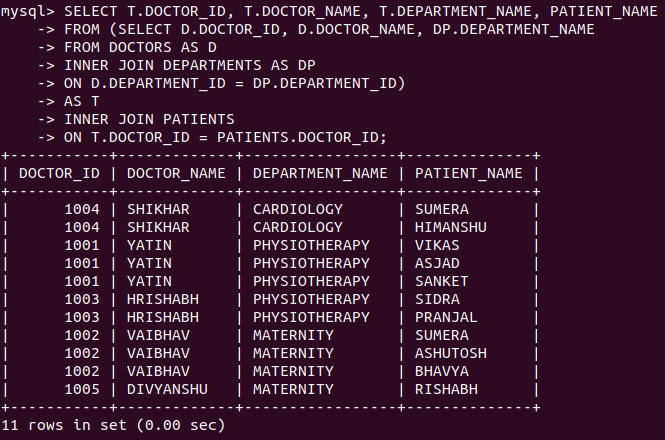 mysql> SELECT T.DOCTOR_ID, T.DOCTOR_NAME, T.DEPARTMENT_NAME, PATIENT_NAME
    -> FROM (SELECT D.DOCTOR_ID, D.DOCTOR_NAME, DP.DEPARTMENT_NAME
    -> FROM DOCTORS AS D
    -> INNER JOIN DEPARTMENTS AS DP
    -> ON D.DEPARTMENT_ID = DP.DEPARTMENT_ID)
    -> AS T
    -> INNER JOIN PATIENTS
    -> ON T.DOCTOR_ID = PATIENTS.DOCTOR_ID;
+-----------+-------------+-----------------+--------------+
| DOCTOR_ID | DOCTOR_NAME | DEPARTMENT_NAME | PATIENT_NAME |
+-----------+-------------+-----------------+--------------+
|      1004 | SHIKHAR     | CARDIOLOGY      | SUMERA       |
|      1004 | SHIKHAR     | CARDIOLOGY      | HIMANSHU     |
|      1001 | YATIN       | PHYSIOTHERAPY   | VIKAS        |
|      1001 | YATIN       | PHYSIOTHERAPY   | ASJAD        |
|      1001 | YATIN       | PHYSIOTHERAPY   | SANKET       |
|      1003 | HRISHABH    | PHYSIOTHERAPY   | SIDRA        |
|      1003 | HRISHABH    | PHYSIOTHERAPY   | PRANJAL      |
|      1002 | VAIBHAV     | MATERNITY       | SUMERA       |
|      1002 | VAIBHAV     | MATERNITY       | ASHUTOSH     |
|      1002 | VAIBHAV     | MATERNITY       | BHAVYA       |
|      1005 | DIVYANSHU   | MATERNITY       | RISHABH      |
+-----------+-------------+-----------------+--------------+
11 rows in set (0.00 sec)